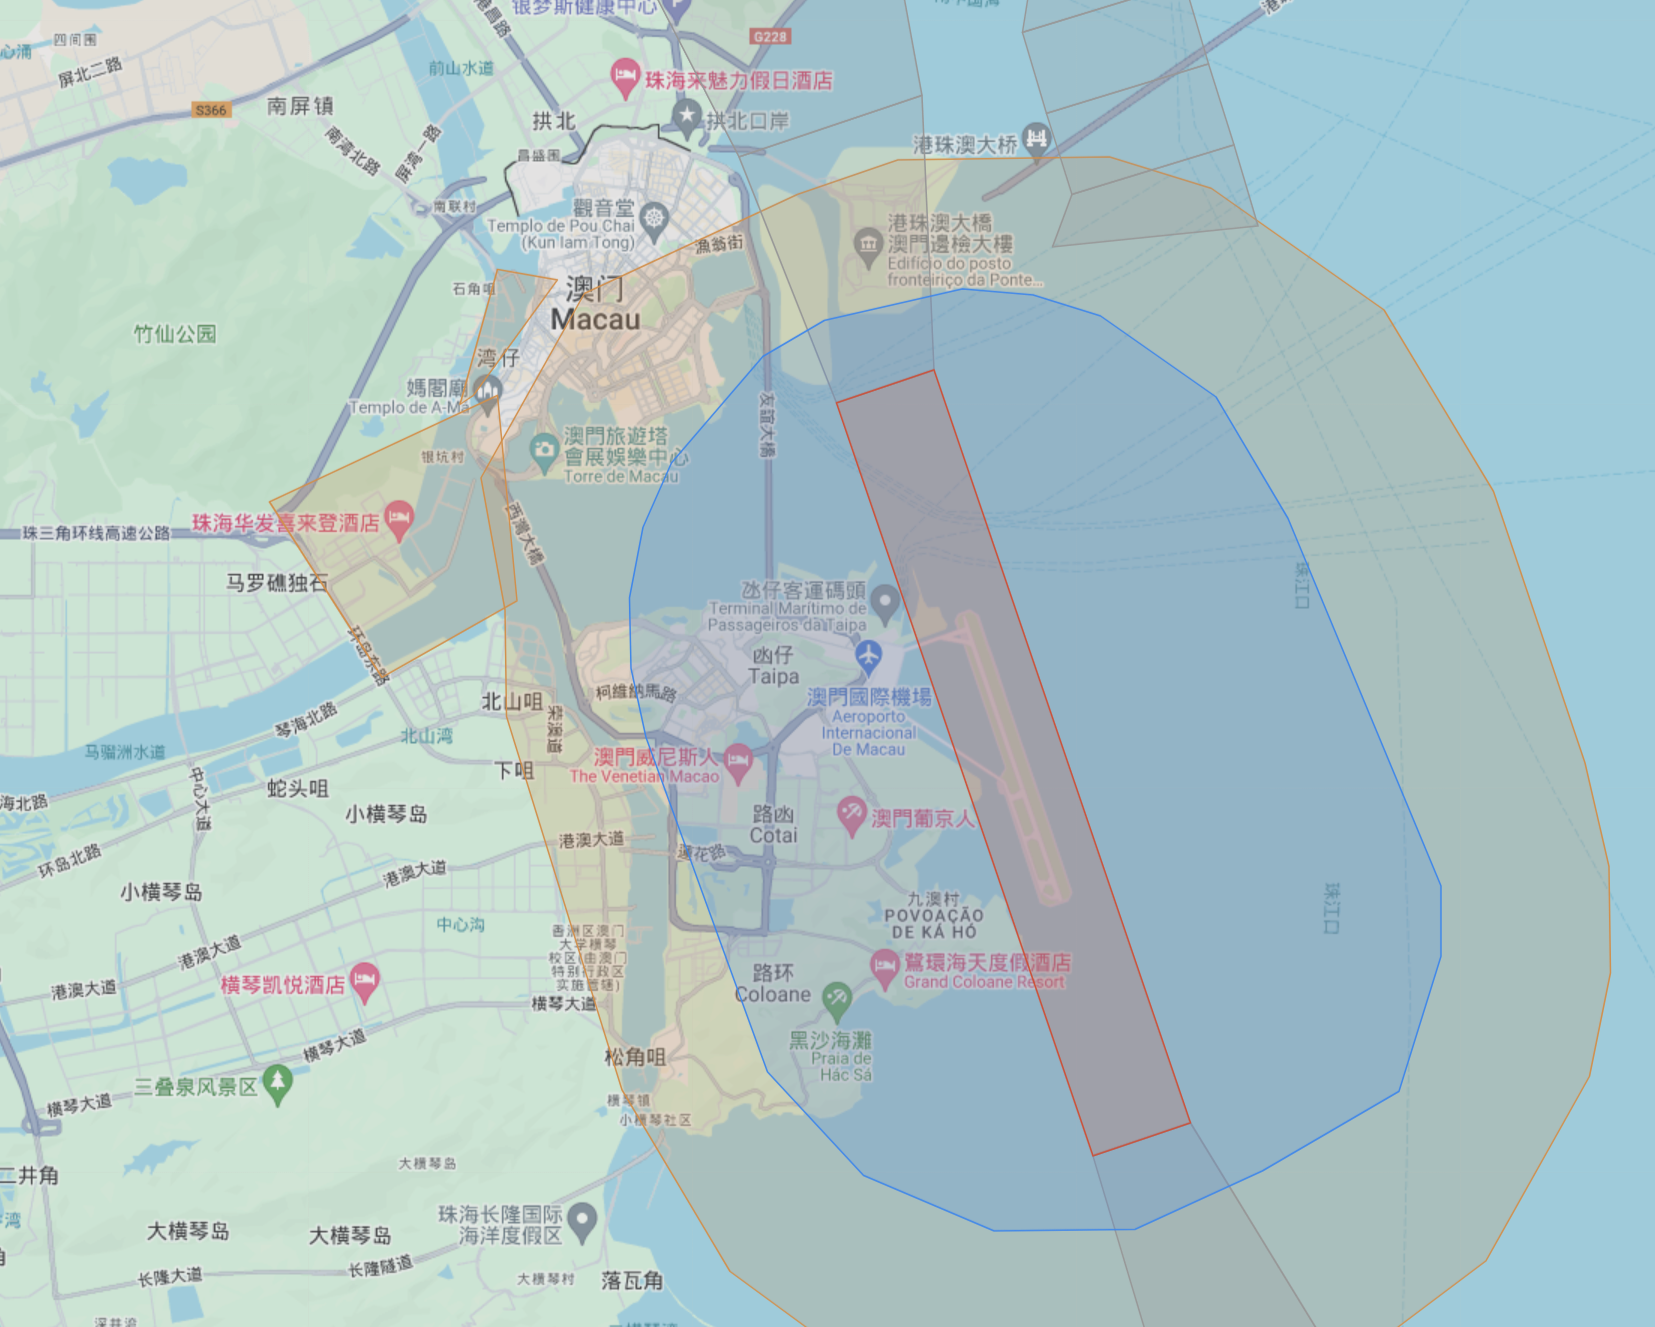 银梦斯健康中心
P
港昌路
四间围
心涌
屏北二路
前山水道
G228
珠海来魅力假日酒店
S366
南屏镇
拱北
拱北口岸
南湾北路
屏湾一路
昌盛围
港珠澳大桥
南联村
觀音堂
Templo de Pou Chai
(Kun Iam Tong)
漁翁街
港珠澳大橋
澳門邊檢大樓
Edifício do posto
fronteiriço da Ponte...
石角咀
澳门
Macau
竹仙公园
湾仔
媽閣廟
Templo de A-Ma
友誼大橋
银坑村
澳門旅遊塔
會展娛樂中心
Torre de Macau
珠海华发喜来登酒店
珠三角环线高速公路
西灣大橋
马罗礁独石
氹仔客運碼頭
Terminal Marítimo de
Passageiros da Taipa
珠江口
环岛东路
氹仔
Taipa
柯維納馬路
澳門國際機場
Aeroporto
Internacional
De Macau
北山咀
琴海北路
北山湾
马骝洲水道
澳門威尼斯人
The Venetian Macao
下咀
中心大道
蛇头咀
海北路
小横琴岛
路氹
Cotai
澳門葡京人
港澳大道
蓮花路
环岛北路
港澳大道
小横琴岛
九澳村
POVOAÇÃO
DE KÁ HÓ
珠江口
中心沟
善洲区澳门
大学横琴
校区(由澳门
特别行政区
实施管辖)
港澳大道
鷺環海天度假酒店
Grand Coloane Resort
路环
Coloane
横琴凯悦酒店
港澳大道
横琴大道
黑沙海灘
Praia de
Hác Sá
横琴大道
松角咀
三叠泉风景区
横琴大道
横琴镇
小横琴社区
大横琴岛
二井角
珠海长隆国际
海洋度假区
大横琴岛
大横琴岛
长隆大道
长隆隧道
大横琴村
落瓦角
深井湾